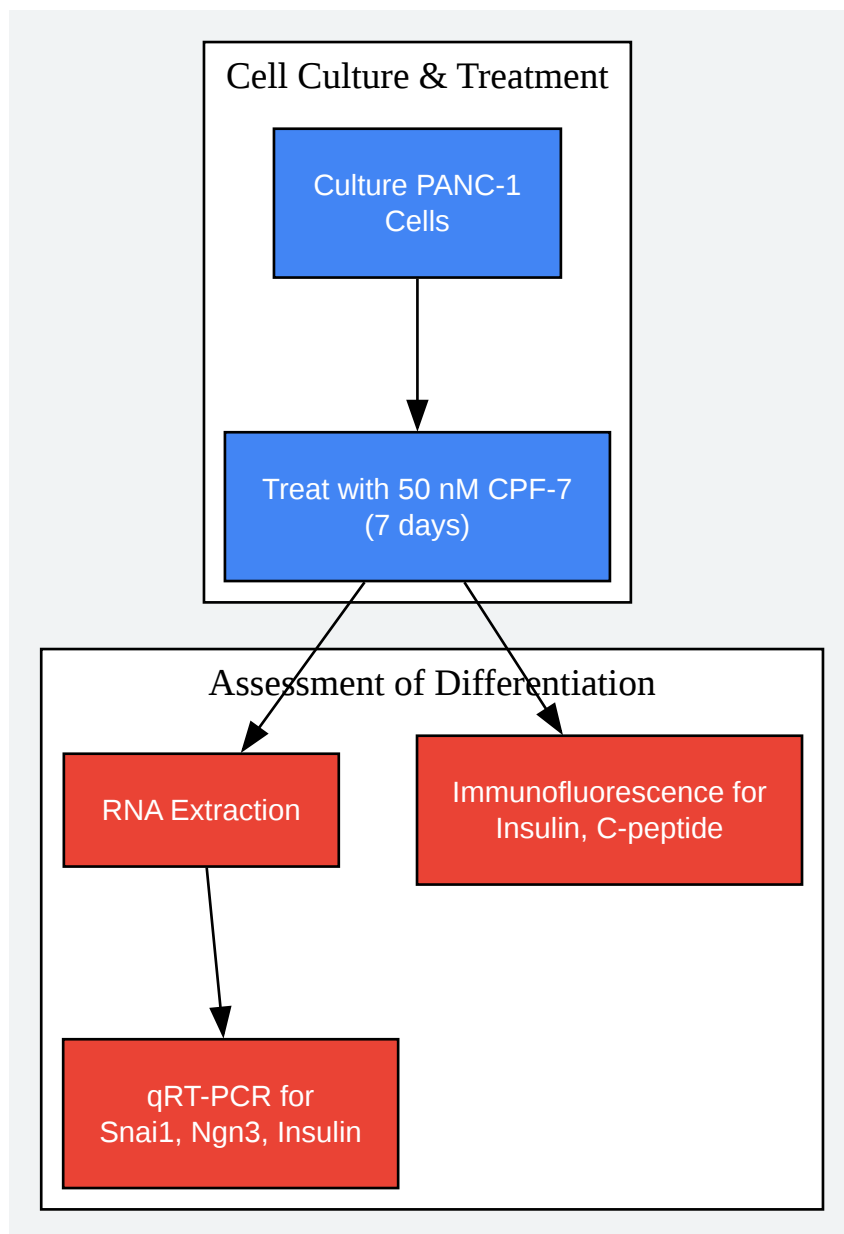 Cell Culture & Treatment
Culture PANC-1
Cells
Treat with 50 nM CPF-7
(7 days)
Assessment of Differentiation
RNA Extraction
Immunofluorescence for
Insulin, C-peptide
qRT-PCR for
Snai1, Ngn3, Insulin